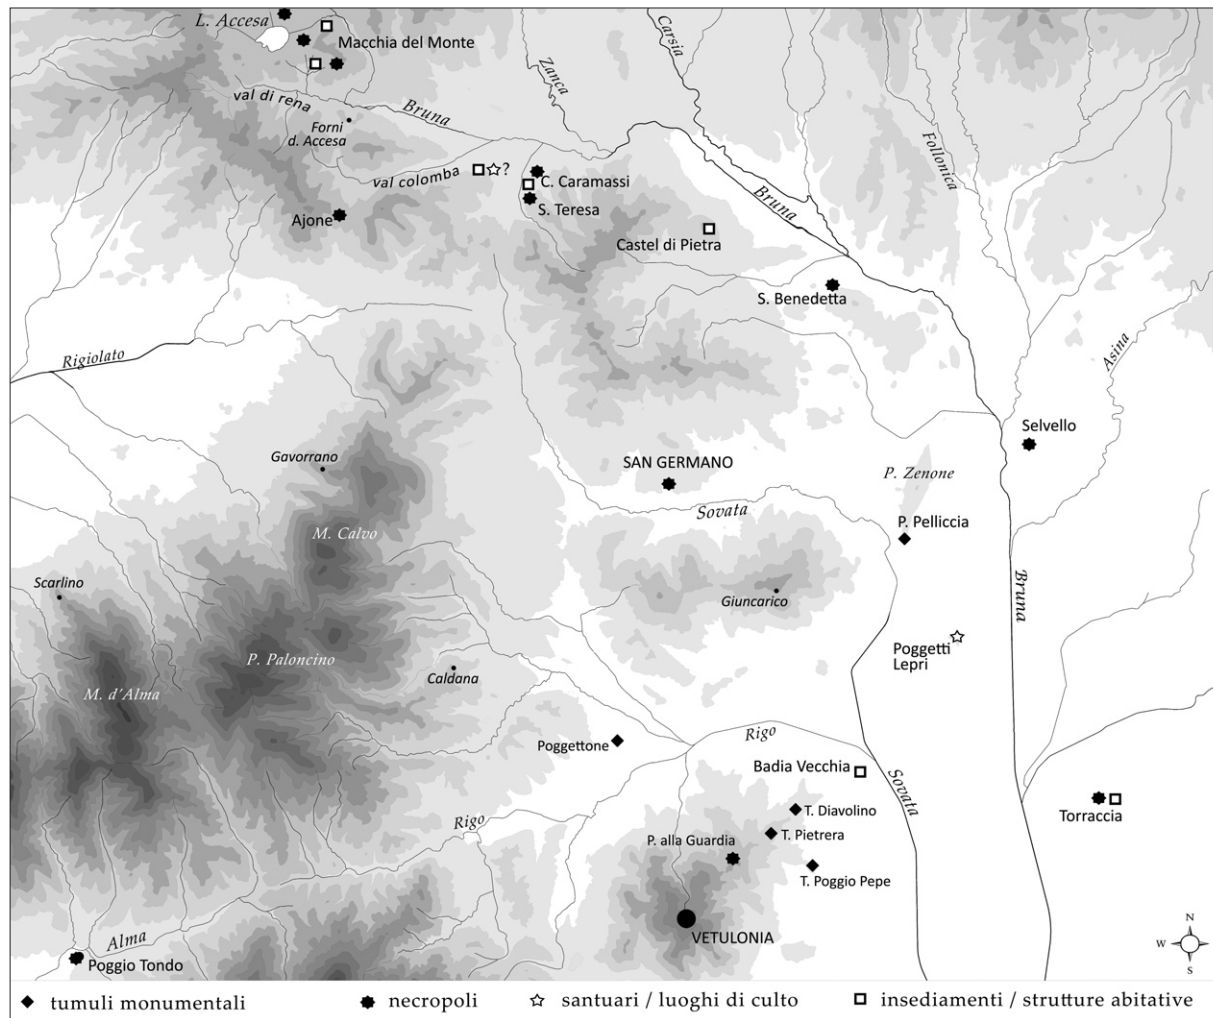 L. Accesa
Macchia del Monte
val di rena
Bruna
Zanca
Carsia
Forni
d. Accesa
val colomba
?
C. Caramassi
S. Teresa
Ajone
Bruna
Follonica
Castel di Pietra
S. Benedetta
Rigiolato
Asina
Selvello
Gavorrano
SAN GERMANO
P. Zenone
Sovata
P. Pelliccia
M. Calvo
Scarlino
Giuncarico
Bruna
Poggetti
Lepri
P. Paloncino
Caldana
M. d'Alma
Poggettone
Rigo
Badia Vecchia
Sovata
T. Diavolino
Rigo
T. Pietrera
P. alla Guardia
Torraccia
T. Poggio Pepe
VETULONIA
Alma
Poggio Tondo
N
W
S
tumuli monumentali
necropoli
santuari / luoghi di culto
insediamenti / strutture abitative